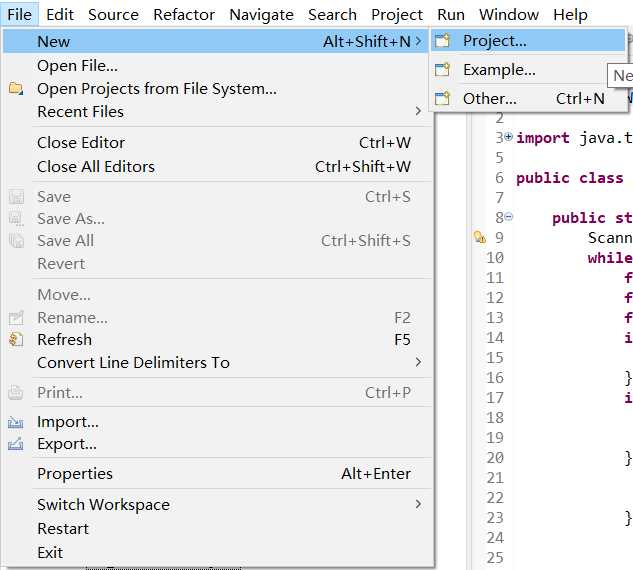 File Edit Source Refactor Navigate Search Project Run Window Help
New Alt+Shift+N
Open File...
Open Projects from File System...
Recent Files
Close Editor Ctrl+W
Close All Editors Ctrl+Shift+W
Save Ctrl+S
Save As...
Save All Ctrl+Shift+S
Revert
Move...
Rename... F2
Refresh F5
Convert Line Delimiters To
Print... Ctrl+P
Import...
Export...
Properties Alt+Enter
Switch Workspace
Restart
Exit
Project...
Example...
Other... Ctrl+N
Ne
2
3 import java.t
5
6 public class
7
8 public st
9 Scann
10 while
11 f
12 f
13 f
14 i
15
16 }
17 i
18
19
20 }
21
22
23 }
24
25